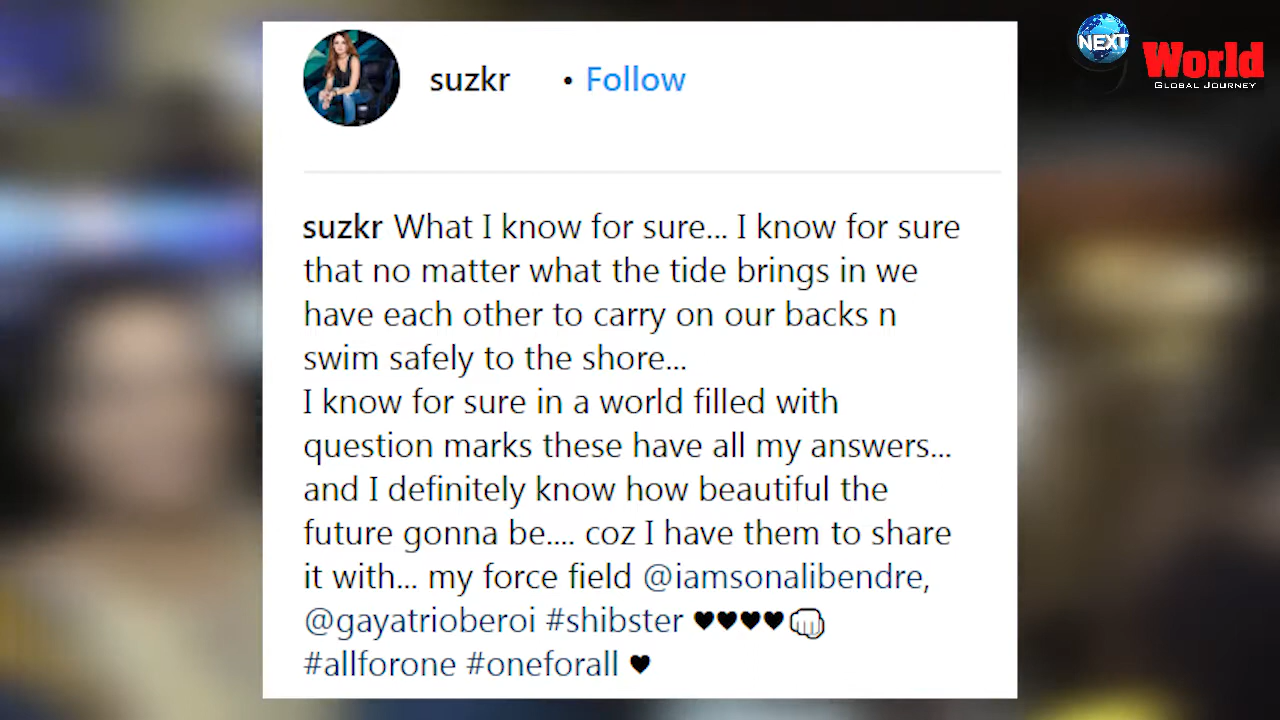 NEXT
World
GLOBAL JOURNEY
suzkr • Follow
suzkr What I know for sure... I know for sure
that no matter what the tide brings in we
have each other to carry on our backs n
swim safely to the shore...
I know for sure in a world filled with
question marks these have all my answers...
and I definitely know how beautiful the
future gonna be.... coz I have them to share
it with... my force field @iamsonalibendre,
@gayatrioberoi #shibster ♥♥♥♥👊
#allforone #oneforall ♥